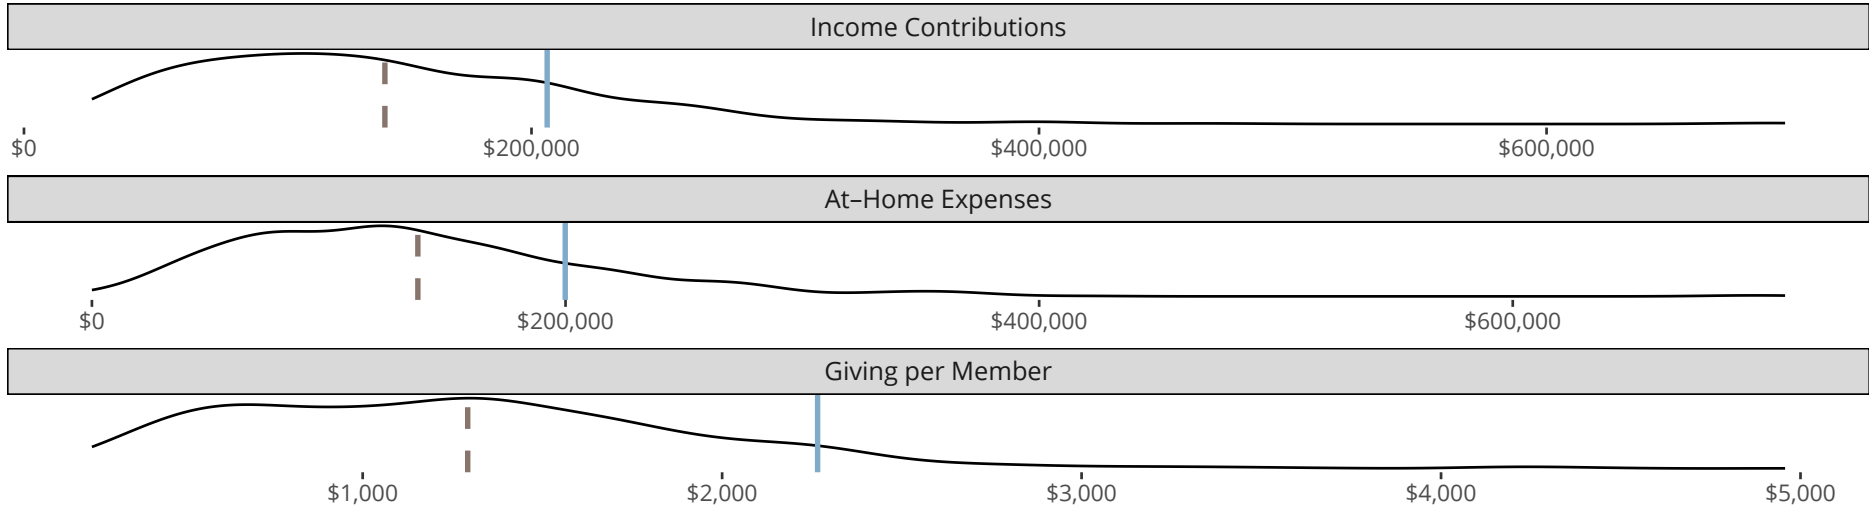 Income Contributions
$0 $200,000 $400,000 $600,000
At–Home Expenses
$0 $200,000 $400,000 $600,000
Giving per Member
$1,000 $2,000 $3,000 $4,000 $5,000